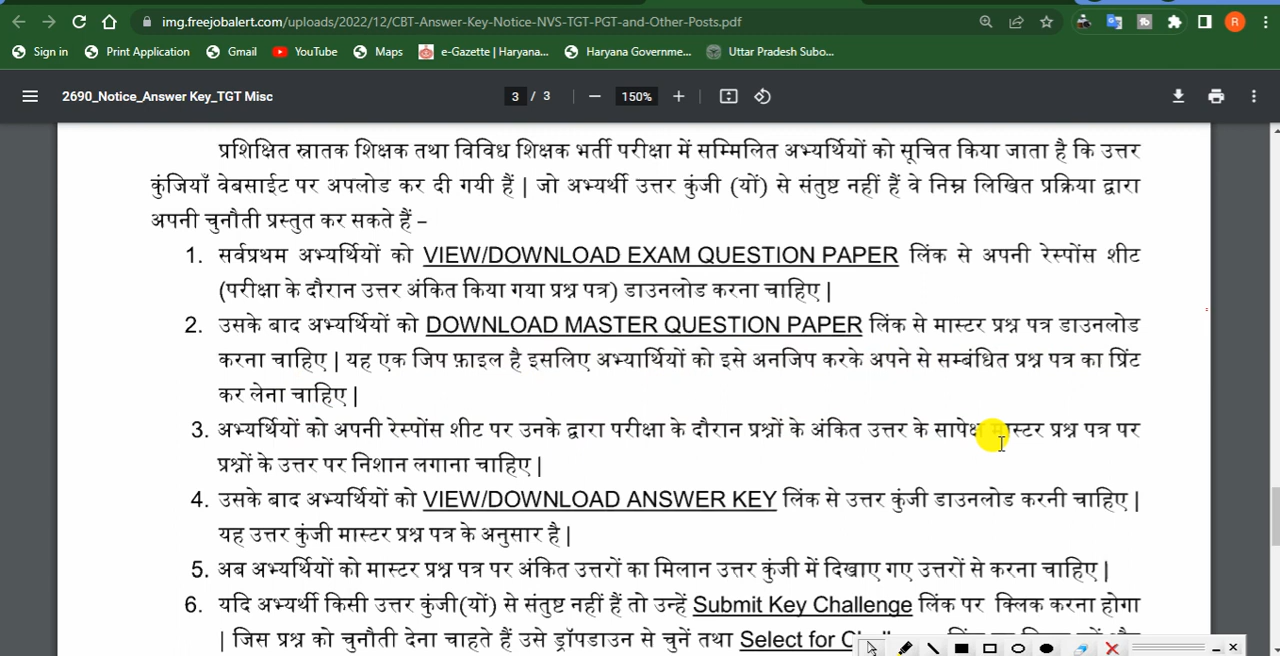 img.freejobalert.com/uploads/2022/12/CBT-Answer-Key-Notice-NVS-TGT-PGT-and-Other-Posts.pdf R
Sign in Print Application Gmail YouTube Maps e-Gazette | Haryana... Haryana Governme... Uttar Pradesh Subo...
2690_Notice_Answer Key_TGT Misc 3 / 3 150%
प्रशिक्षित स्नातक शिक्षक तथा विविध शिक्षक भर्ती परीक्षा में सम्मिलित अभ्यर्थियों को सूचित किया जाता है कि उत्तर
कुंजियाँ वेबसाईट पर अपलोड कर दी गयी हैं | जो अभ्यर्थी उत्तर कुंजी (यों) से संतुष्ट नहीं हैं वे निम्न लिखित प्रक्रिया द्वारा
अपनी चुनौती प्रस्तुत कर सकते हैं –
1. सर्वप्रथम अभ्यर्थियों को VIEW/DOWNLOAD EXAM QUESTION PAPER लिंक से अपनी रेस्पोंस शीट
(परीक्षा के दौरान उत्तर अंकित किया गया प्रश्न पत्र) डाउनलोड करना चाहिए |
2. उसके बाद अभ्यर्थियों को DOWNLOAD MASTER QUESTION PAPER लिंक से मास्टर प्रश्न पत्र डाउनलोड
करना चाहिए | यह एक जिप फ़ाइल है इसलिए अभ्यार्थियों को इसे अनजिप करके अपने से सम्बंधित प्रश्न पत्र का प्रिंट
कर लेना चाहिए |
3. अभ्यर्थियों को अपनी रेस्पोंस शीट पर उनके द्वारा परीक्षा के दौरान प्रश्नों के अंकित उत्तर के सापेक्ष मास्टर प्रश्न पत्र पर
प्रश्नों के उत्तर पर निशान लगाना चाहिए |
4. उसके बाद अभ्यर्थियों को VIEW/DOWNLOAD ANSWER KEY लिंक से उत्तर कुंजी डाउनलोड करनी चाहिए |
यह उत्तर कुंजी मास्टर प्रश्न पत्र के अनुसार है |
5. अब अभ्यर्थियों को मास्टर प्रश्न पत्र पर अंकित उत्तरों का मिलान उत्तर कुंजी में दिखाए गए उत्तरों से करना चाहिए |
6. यदि अभ्यर्थी किसी उत्तर कुंजी(यों) से संतुष्ट नहीं हैं तो उन्हें Submit Key Challenge लिंक पर क्लिक करना होगा
| जिस प्रश्न को चुनौती देना चाहते हैं उसे ड्रॉपडाउन से चुनें तथा Select for